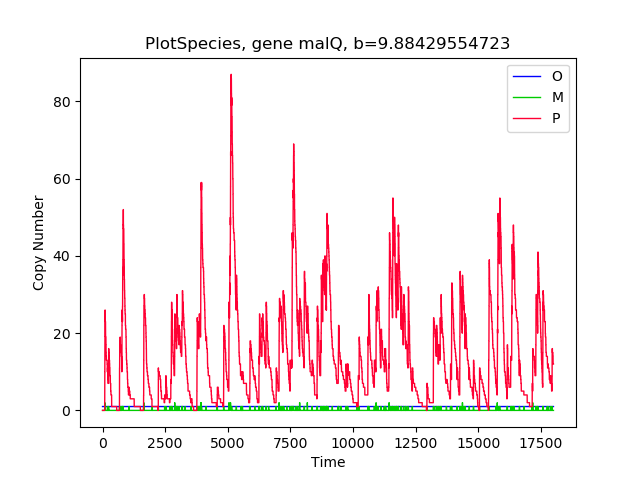 PlotSpecies, gene malQ, b=9.88429554723
O
M
P
80
60
40
20
0
Copy Number
0 2500 5000 7500 10000 12500 15000 17500
Time